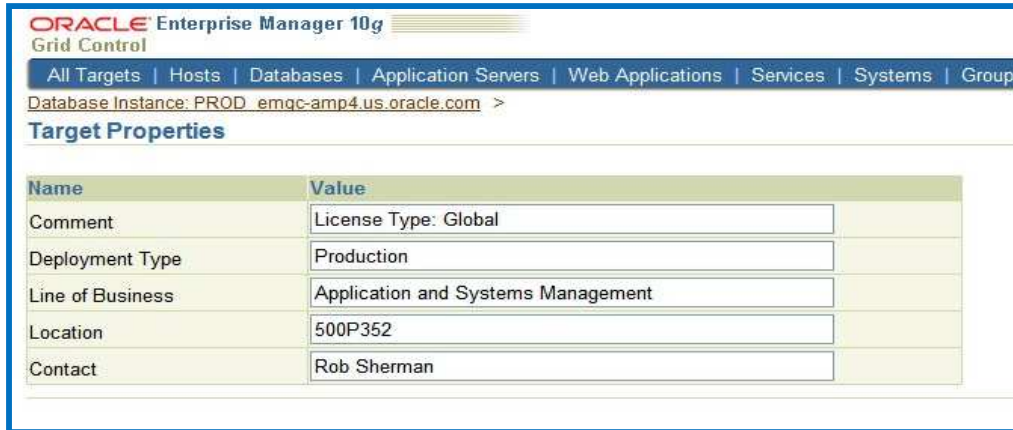 ORACLE Enterprise Manager 10g
Grid Control
All Targets | Hosts | Databases | Application Servers | Web Applications | Services | Systems | Group
Database Instance: PROD_emgc-amp4.us.oracle.com >
Target Properties
Name Value
Comment License Type: Global
Deployment Type Production
Line of Business Application and Systems Management
Location 500P352
Contact Rob Sherman